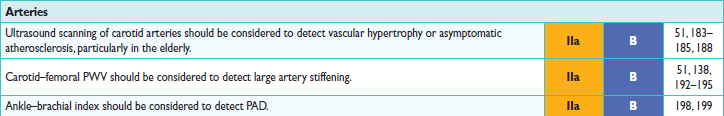 Arteries
Ultrasound scanning of carotid arteries should be considered to detect vascular hypertrophy or asymptomatic
atherosclerosis, particularly in the elderly.
IIa
B
51, 183–
185, 188
Carotid–femoral PWV should be considered to detect large artery stiffening.
IIa
B
51, 138,
192–195
Ankle–brachial index should be considered to detect PAD.
IIa
B
198, 199